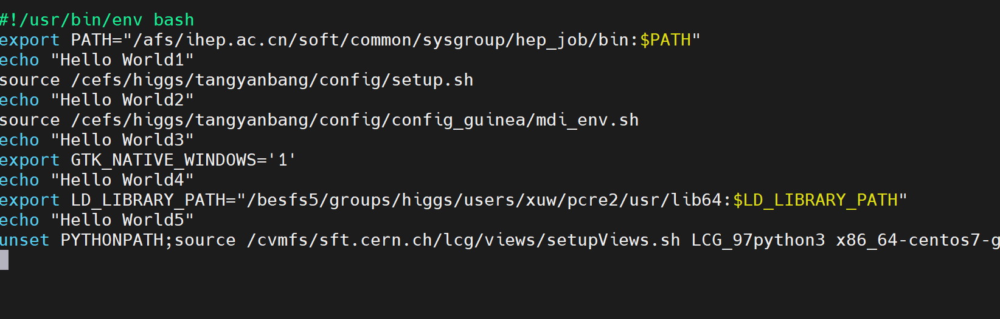 #!/usr/bin/env bash
export PATH="/afs/ihep.ac.cn/soft/common/sysgroup/hep_job/bin:$PATH"
echo "Hello World1"
source /cefs/higgs/tangyanbang/config/setup.sh
echo "Hello World2"
source /cefs/higgs/tangyanbang/config/config_guinea/mdi_env.sh
echo "Hello World3"
export GTK_NATIVE_WINDOWS='1'
echo "Hello World4"
export LD_LIBRARY_PATH="/besfs5/groups/higgs/users/xuw/pcre2/usr/lib64:$LD_LIBRARY_PATH"
echo "Hello World5"
unset PYTHONPATH;source /cvmfs/sft.cern.ch/lcg/views/setupViews.sh LCG_97python3 x86_64-centos7-g